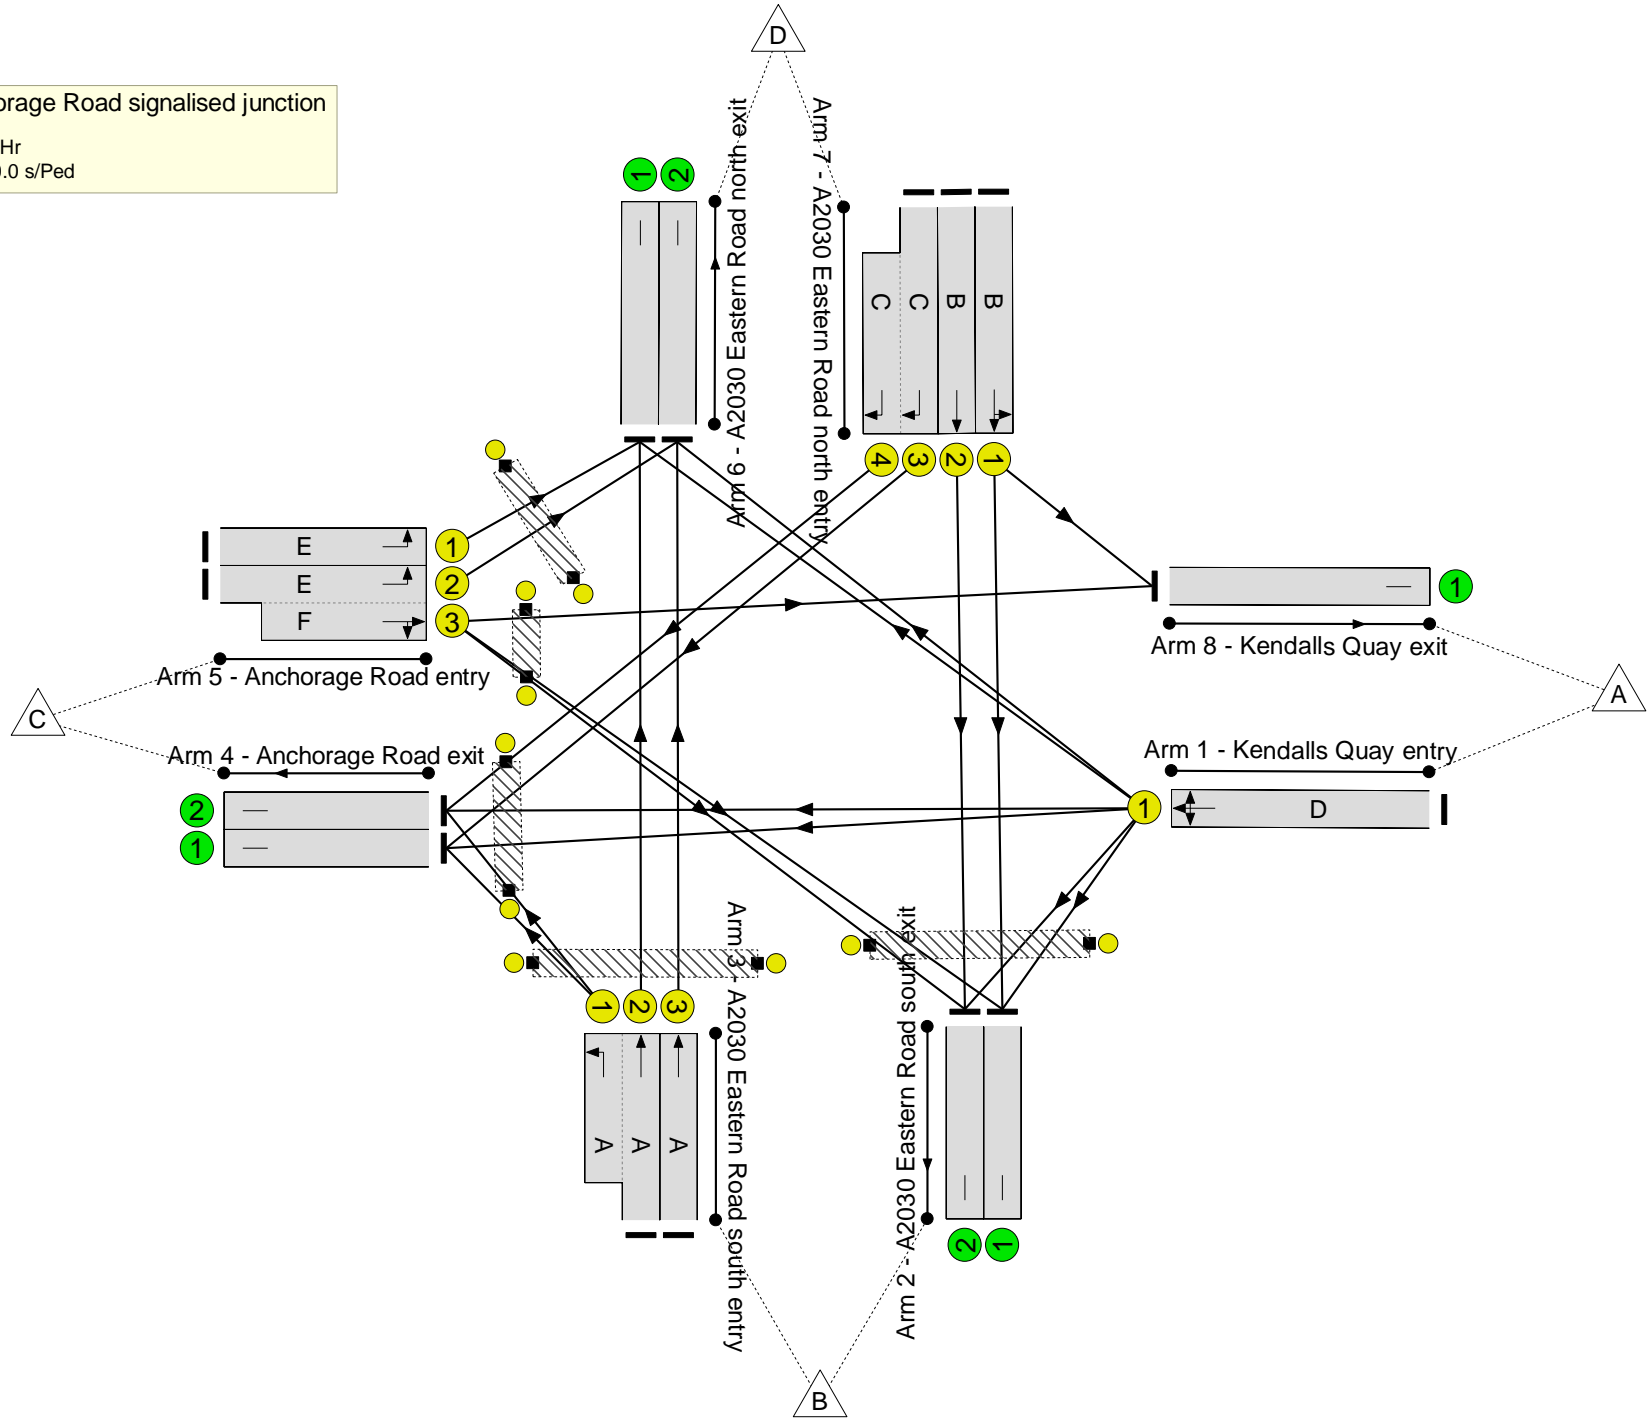 D
orage Road signalised junction
Hr
0.0 s/Ped
1 2
Arm 6 - A2030 Eastern Road north exit
Arm 7 - A2030 Eastern Road north entry
C C B B
4 3 2 1
E 1
E 2
F 3
Arm 5 - Anchorage Road entry
C
Arm 4 - Anchorage Road exit
2
1
1
Arm 8 - Kendalls Quay exit
A
Arm 1 - Kendalls Quay entry
1 D
1 2 3
A A A
Arm 3 - A2030 Eastern Road south entry
Arm 2 - A2030 Eastern Road south exit
2 1
B